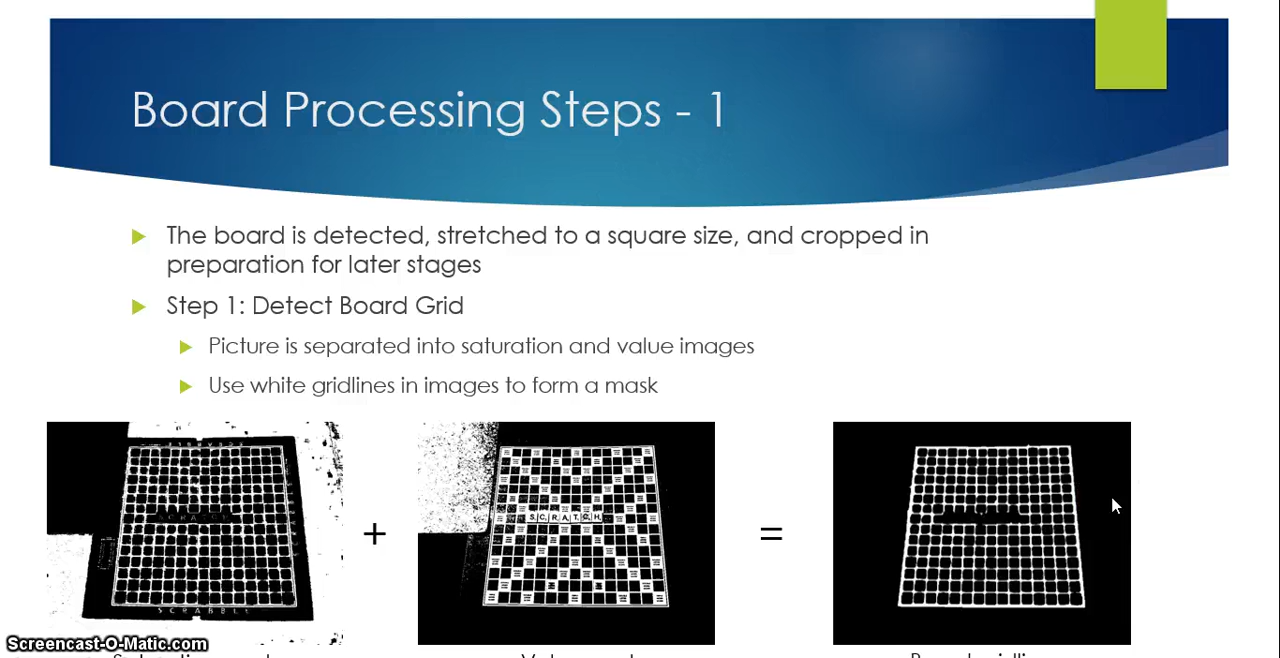 Board Processing Steps - 1
The board is detected, stretched to a square size, and cropped in
preparation for later stages
Step 1: Detect Board Grid
Picture is separated into saturation and value images
Use white gridlines in images to form a mask
SCRATCH
S C R A T C H
+
=
SCRABBLE
Screencast-O-Matic.com